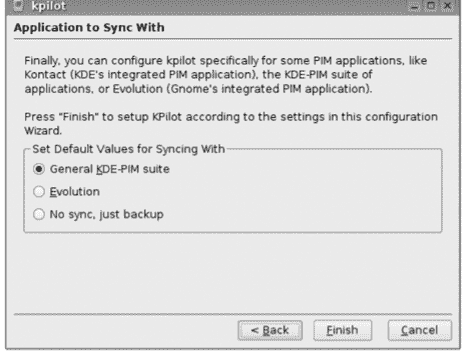 kpilot
Application to Sync With
Finally, you can configure kpilot specifically for some PIM applications, like
Kontact (KDE's integrated PIM application), the KDE-PIM suite of
applications, or Evolution (Gnome's integrated PIM application).
Press "Finish" to setup KPilot according to the settings in this configuration
Wizard.
Set Default Values for Syncing With
General KDE-PIM suite
Evolution
No sync, just backup
< Back
Finish
Cancel